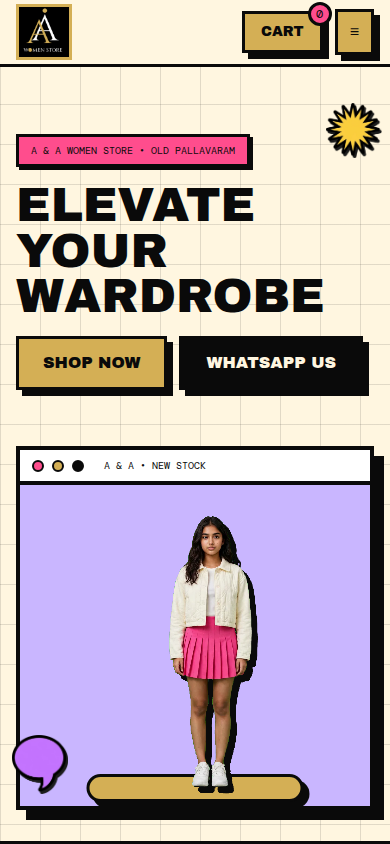 A A
WOMEN STORE
CART
0
≡
A & A WOMEN STORE • OLD PALLAVARAM
ELEVATE
YOUR
WARDROBE
SHOP NOW
WHATSAPP US
A & A • NEW STOCK